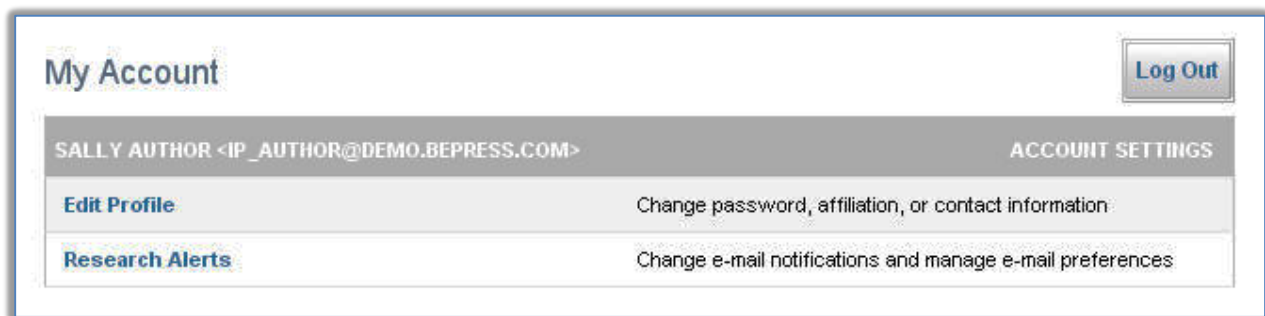 My Account
Log Out
SALLY AUTHOR <IP_AUTHOR@DEMO.BEPRESS.COM> ACCOUNT SETTINGS
Edit Profile Change password, affiliation, or contact information
Research Alerts Change e-mail notifications and manage e-mail preferences